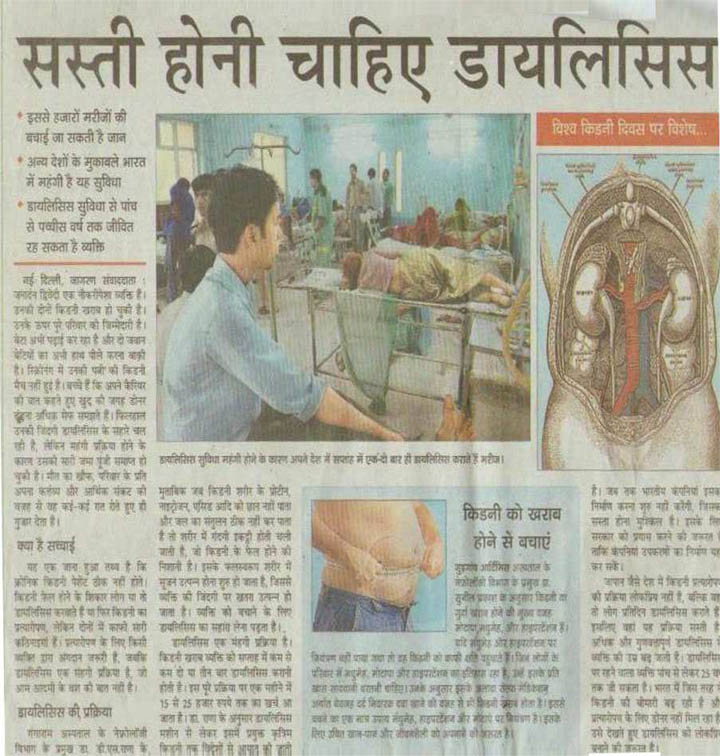 सस्ती होनी चाहिए डायलिसिस
इससे हजारों मरीजों की
बचाई जा सकती है जान
अन्य देशों के मुकाबले भारत
में महंगी है यह सुविधा
डायलिसिस सुविधा से पांच
से पच्चीस वर्ष तक जीवित
रह सकता है व्यक्ति
विश्व किडनी दिवस पर विशेष...
नई दिल्ली, जागरण संवाददाता :
जनार्दन द्विवेदी एक नौकरीपेशा व्यक्ति हैं।
उनकी दोनों किडनी खराब हो चुकी है।
उनके ऊपर पूरे परिवार की जिम्मेदारी है।
बेटा अभी पढ़ाई कर रहा है और दो जवान
बेटियों का अभी हाथ पीले करना बाकी
है। स्क्रीनिंग में उनकी पत्नी की किडनी
मैच नहीं हुई है। बच्चे हैं कि अपने कैरियर
की बात कहते हुए खुद की जगह डोनर
ढूंढ़ना अधिक सेफ समझते हैं। फिलहाल
उनकी जिंदगी डायलिसिस के सहारे चल
रही है, लेकिन महंगी प्रक्रिया होने के
कारण उसकी सारी जमा पूंजी समाप्त हो
चुकी है। मौत का खौफ, परिवार के प्रति
अपना कर्त्तव्य और आर्थिक संकट की
वजह से वह कई-कई रात रोते हुए ही
गुजार देता है।
क्या है सच्चाई
यह एक जाना हुआ तथ्य है कि
क्रोनिक किडनी पेशेंट ठीक नहीं होते।
किडनी फेल होने के शिकार लोग या तो
डायलिसिस करवाते हैं या फिर किडनी का
प्रत्यारोपण, लेकिन दोनों में काफी सारी
कठिनाइयां हैं। प्रत्यारोपण के लिए किसी
व्यक्ति द्वारा अंगदान जरूरी है, जबकि
डायलिसिस एक महंगी प्रक्रिया है, जो
आम आदमी के वश की बात नहीं है।
डायलिसिस की प्रक्रिया
गंगाराम अस्पताल के नेफ्रोलॉजी
विभाग के प्रमुख डा. डी.एस.राणा के,
डायलिसिस सुविधा महंगी होने के कारण अपने देश में सप्ताह में एक-दो बार ही डायलिसिस कराते हैं मरीज।
मुताबिक जब किडनी शरीर के प्रोटीन,
नाइट्रोजन, एसिड आदि को छान नहीं पाता
और जल का संतुलन ठीक नहीं कर पाता
है तो शरीर में गंदगी इकट्ठी होती चली
जाती है, जो किडनी के फेल होने की
निशानी है। इसके फलस्वरूप शरीर में
सूजन उत्पन्न होना शुरु हो जाता है, जिससे
व्यक्ति की जिंदगी पर खतरा उत्पन्न हो
जाता है। व्यक्ति को बचाने के लिए
डायलिसिस का सहारा लेना पड़ता है।
डायलिसिस एक महंगी प्रक्रिया है।
किडनी खराब व्यक्ति को सप्ताह में कम से
कम दो या तीन बार डायलिसिस करानी
होती है। इस पूरे प्रक्रिया पर एक महीने में
15 से 25 हजार रुपये तक का खर्च आ
जाता है। डा. राणा के अनुसार डायलिसिस
मशीन से लेकर इसमें प्रयुक्त कृत्रिम
किडनी तक विदेशों से आयात की जाती
किडनी को खराब
होने से बचाएं
गुड़गांव आर्टिमिस अस्पताल के
नेफ्रोलॉजी विभाग के प्रमुख डा.
सुनील प्रकाश के अनुसार किडनी या
गुर्दा खराब होने की मुख्य वजह
मोटापा मधुमेह, और हाइपरटेंशन है।
यदि मधुमेह और हाइपरटेंशन पर
नियंत्रण नहीं पाया गया तो वह किडनी को काफी क्षति पहुंचाते हैं। जिन लोगों के
परिवार में मधुमेह, मोटापा और हाइपरटेंशन का इतिहास रहा है, उन्हें इसके प्रति
खास सावधानी बरतनी चाहिए। उनके अनुसार इसके अलावा सेल्फ मेडिकेशन
अर्थात बेवजह दर्द निवारक दवा खाने की वजह से भी किडनी खराब होता है। इससे
बचने का एक मात्र उपाय मधुमेह, हाइपरटेंशन और मोटापे पर नियंत्रण है। इसके
लिए उचित खान-पान और जीवनशैली को अपनाने की जरूरत है।
है। जब तक भारतीय कंपनियां इसका
निर्माण करना शुरु नहीं करेंगी, जिसका
सस्ता होना मुश्किल है। इसके लि
सरकार को प्रयास करने की जरूरत है
ताकि कंपनियां उपकरणों का निर्माण यहां
कर सकें।
जापान जैसे देश में किडनी प्रत्यारोपण
की प्रक्रिया लोकप्रिय नहीं है, बल्कि वहां
तो लोग प्रतिदिन डायलिसिस कराते हैं
इसलिए वहां यह प्रक्रिया सस्ती है
अधिक और गुणवत्तापूर्ण डायलिसिस से
व्यक्ति की उम्र बढ़ जाती है। डायलिसिस
पर रहने वाला व्यक्ति पांच से लेकर 25 वर्ष
तक जी सकता है। भारत में जिस तरह
किडनी की बीमारी बढ़ रही है और
प्रत्यारोपण के लिए डोनर नहीं मिल रहा है
उसे देखते हुए डायलिसिस को लोकप्रिय
बनाने की जरूरत है।